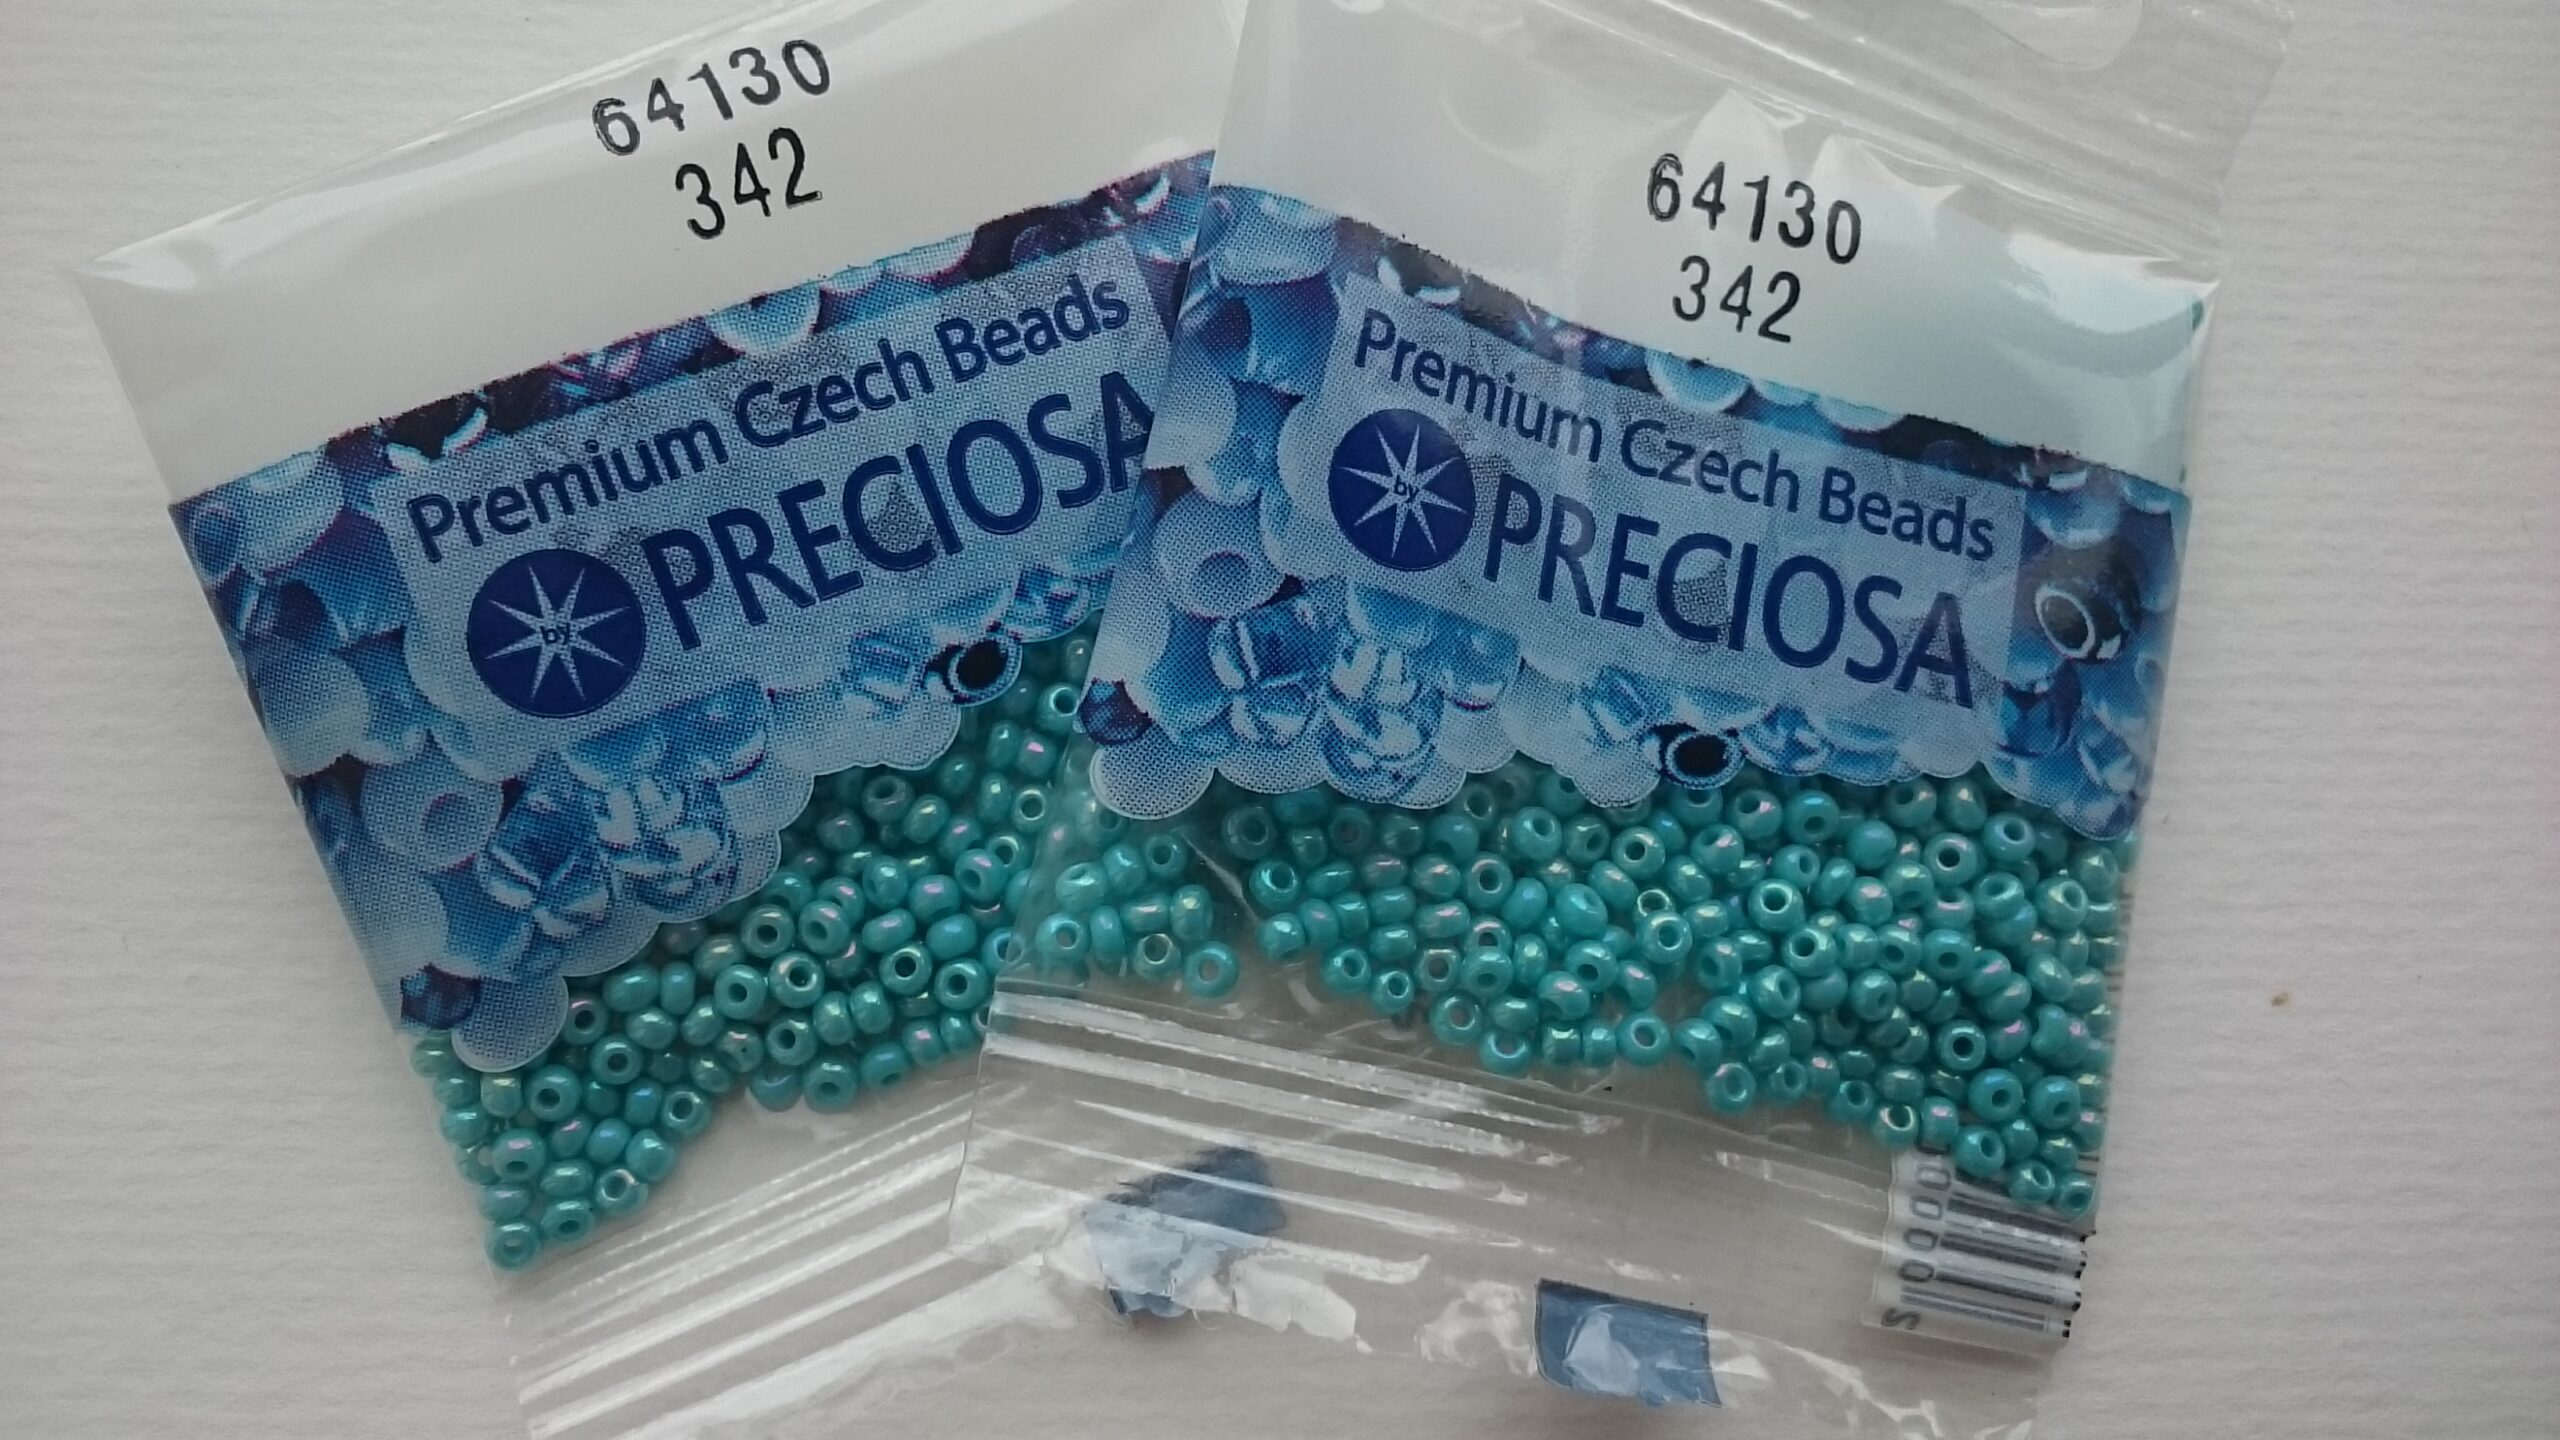 64130
342
Premium Czech Beads
by PRECIOSA
64130
342
Premium Czech Beads
by PRECIOSA